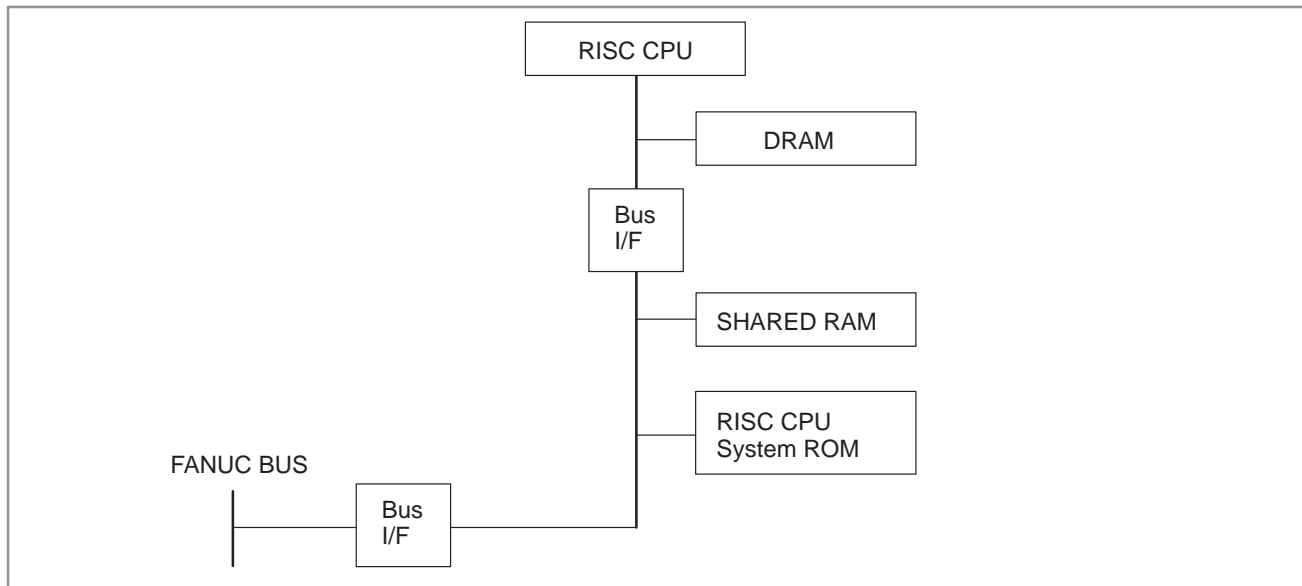 RISC CPU
DRAM
Bus
I/F
SHARED RAM
RISC CPU
System ROM
FANUC BUS
Bus
I/F